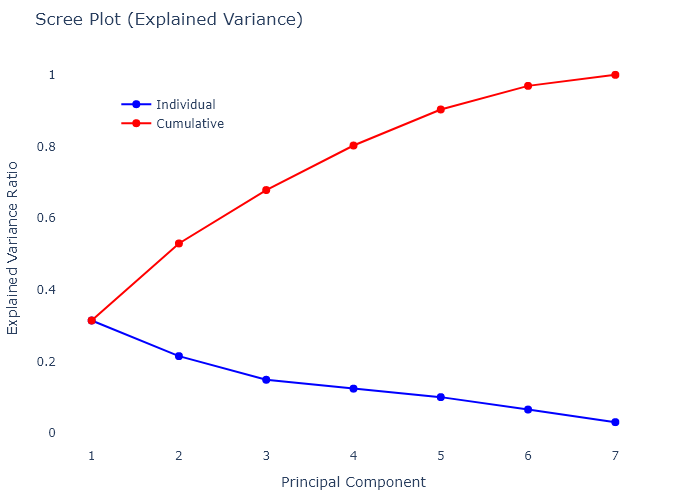 Scree Plot (Explained Variance)
Individual
Cumulative
Explained Variance Ratio
1
0.8
0.6
0.4
0.2
0
1 2 3 4 5 6 7
Principal Component